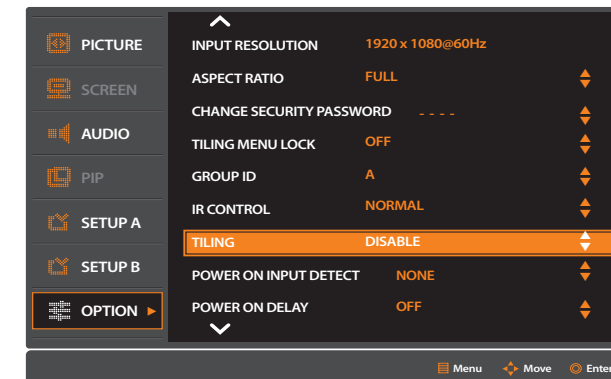 PICTURE
SCREEN
AUDIO
PIP
SETUP A
SETUP B
OPTION
INPUT RESOLUTION 1920 x 1080@60Hz
ASPECT RATIO FULL
CHANGE SECURITY PASSWORD - - - -
TILING MENU LOCK OFF
GROUP ID A
IR CONTROL NORMAL
TILING DISABLE
POWER ON INPUT DETECT NONE
POWER ON DELAY OFF
Menu Move Enter